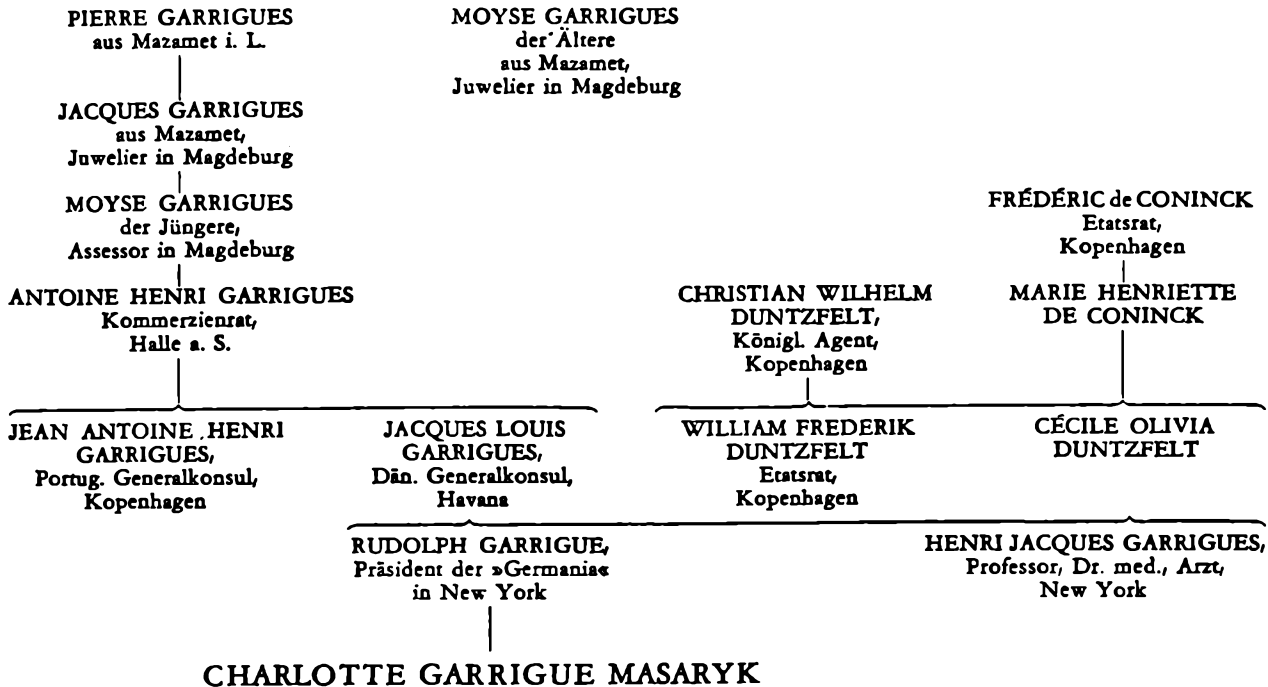 PIERRE GARRIGUES
aus Mazamet i. L.
MOYSE GARRIGUES
der Ältere
aus Mazamet,
Juwelier in Magdeburg
JACQUES GARRIGUES
aus Mazamet,
Juwelier in Magdeburg
MOYSE GARRIGUES
der Jüngere,
Assessor in Magdeburg
FRÉDÉRIC de CONINCK
Etatsrat,
Kopenhagen
ANTOINE HENRI GARRIGUES
Kommerzienrat,
Halle a. S.
CHRISTIAN WILHELM
DUNTZFELT,
Königl. Agent,
Kopenhagen
MARIE HENRIETTE
DE CONINCK
JEAN ANTOINE HENRI
GARRIGUES,
Portug. Generalkonsul,
Kopenhagen
JACQUES LOUIS
GARRIGUES,
Dän. Generalkonsul,
Havana
WILLIAM FREDERIK
DUNTZFELT
Etatsrat,
Kopenhagen
CÉCILE OLIVIA
DUNTZFELT
RUDOLPH GARRIGUE,
Präsident der »Germania«
in New York
HENRI JACQUES GARRIGUES,
Professor, Dr. med., Arzt,
New York
CHARLOTTE GARRIGUE MASARYK